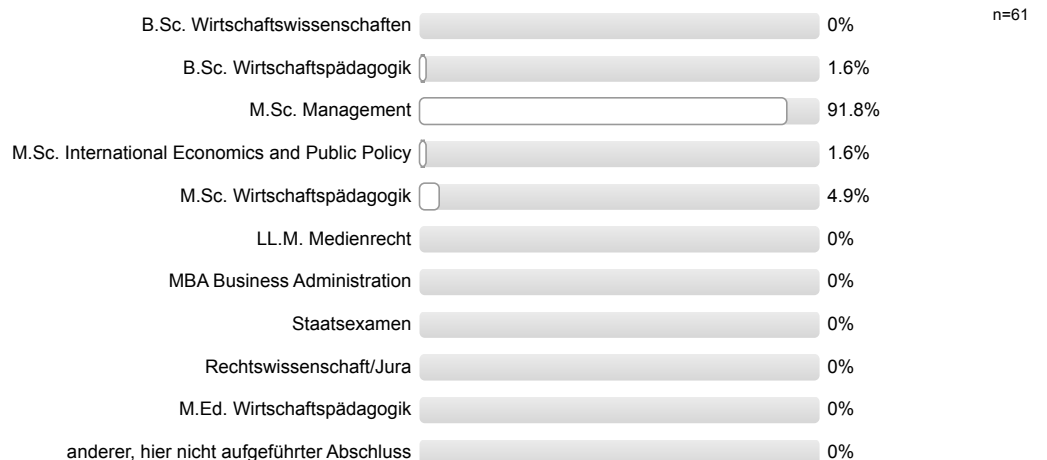 B.Sc. Wirtschaftswissenschaften 0% n=61
B.Sc. Wirtschaftspädagogik 1.6%
M.Sc. Management 91.8%
M.Sc. International Economics and Public Policy 1.6%
M.Sc. Wirtschaftspädagogik 4.9%
LL.M. Medienrecht 0%
MBA Business Administration 0%
Staatsexamen 0%
Rechtswissenschaft/Jura 0%
M.Ed. Wirtschaftspädagogik 0%
anderer, hier nicht aufgeführter Abschluss 0%